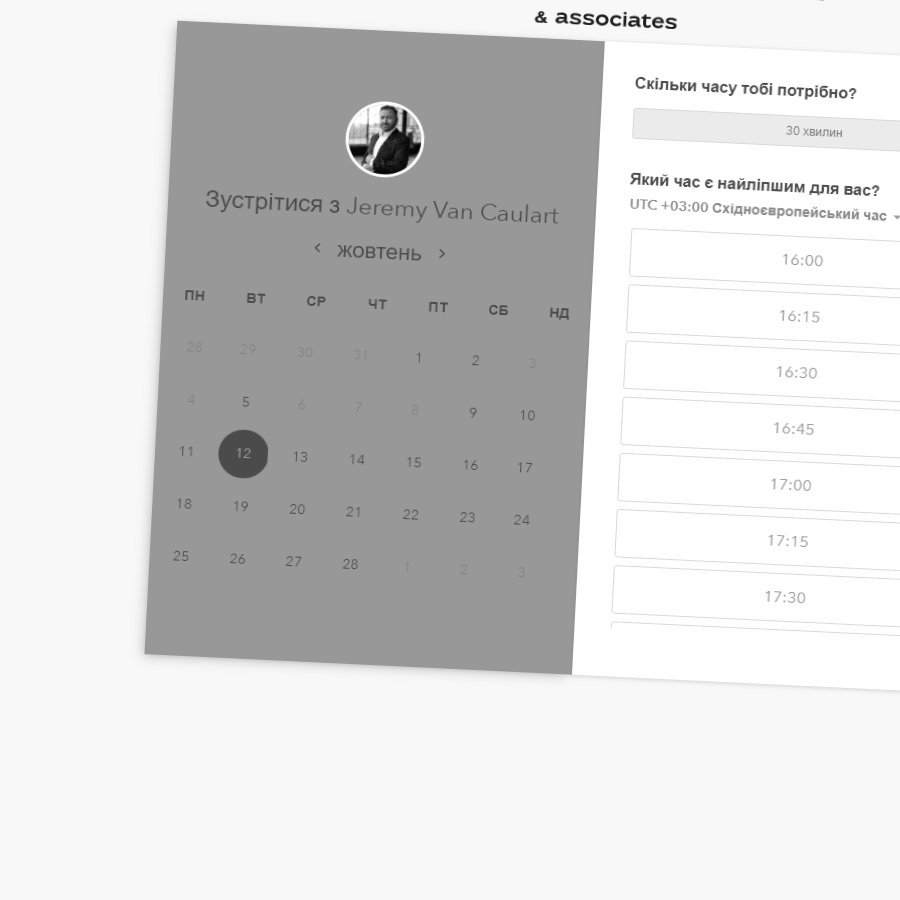 & associates
Скільки часу тобі потрібно?
30 хвилин
Зустрітися з Jeremy Van Caulart
жовтень
ПН ВТ СР ЧТ ПТ СБ НД
28 29 30 31 1 2 3
4 5 6 7 8 9 10
11 12 13 14 15 16 17
18 19 20 21 22 23 24
25 26 27 28 1 2 3
Який час є найліпшим для вас?
UTC +03:00 Східноєвропейський час
16:00
16:15
16:30
16:45
17:00
17:15
17:30